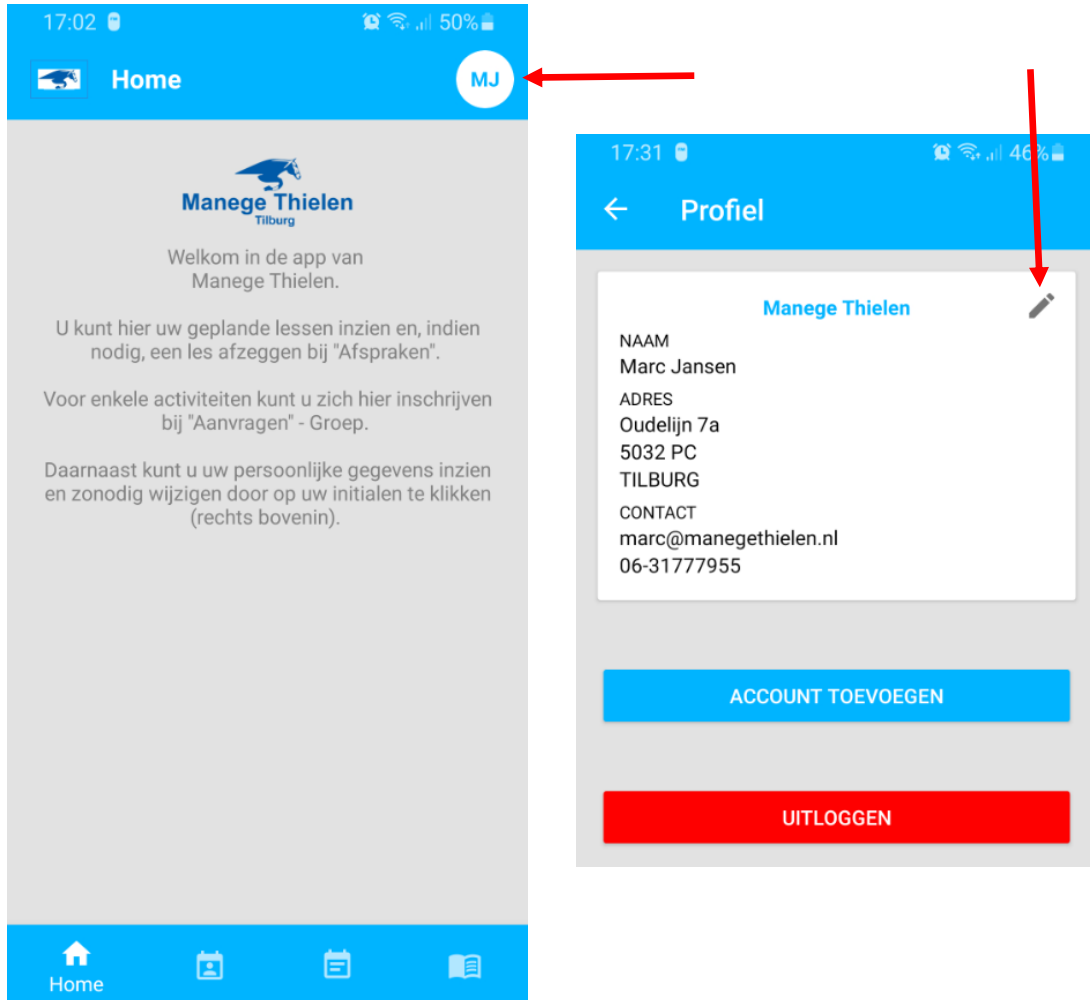 17:02
50%
Home
MJ
Manege Thielen
Tilburg
Welkom in de app van
Manege Thielen.
U kunt hier uw geplande lessen inzien en, indien
nodig, een les afzeggen bij "Afspraken".
Voor enkele activiteiten kunt u zich hier inschrijven
bij "Aanvragen" - Groep.
Daarnaast kunt u uw persoonlijke gegevens inzien
en zonodig wijzigen door op uw initialen te klikken
(rechts bovenin).
Home
17:31
46%
Profiel
Manege Thielen
NAAM
Marc Jansen
ADRES
Oudelijn 7a
5032 PC
TILBURG
CONTACT
marc@manegethielen.nl
06-31777955
ACCOUNT TOEVOEGEN
UITLOGGEN